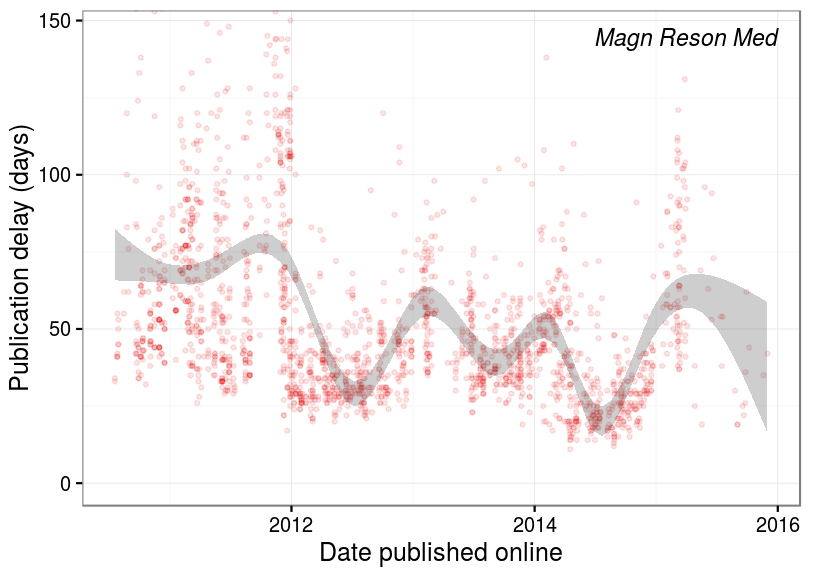 Magn Reson Med
Publication delay (days)
150
100
50
0
2012
2014
2016
Date published online